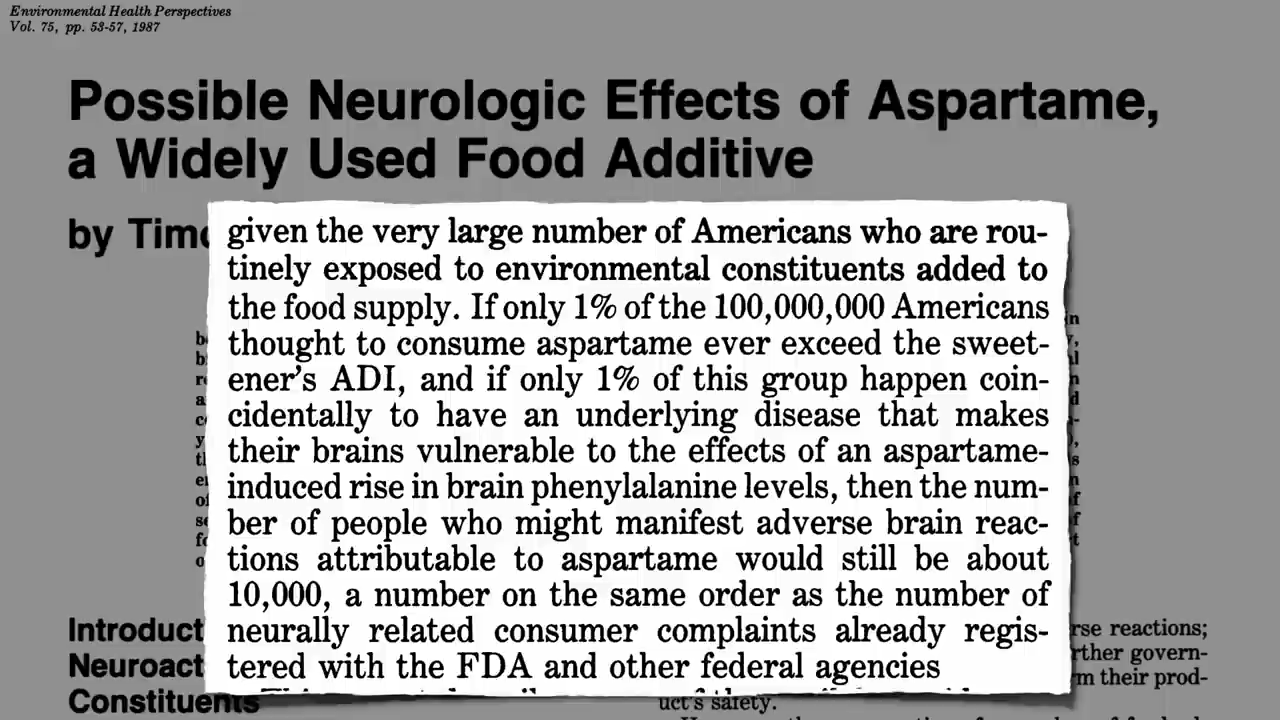 Environmental Health Perspectives
Vol. 75, pp. 53-57, 1987
Possible Neurologic Effects of Aspartame,
a Widely Used Food Additive
by
given the very large number of Americans who are rou-
tinely exposed to environmental constituents added to
the food supply. If only 1% of the 100,000,000 Americans
thought to consume aspartame ever exceed the sweet-
ener's ADI, and if only 1% of this group happen coin-
cidentally to have an underlying disease that makes
their brains vulnerable to the effects of an aspartame-
induced rise in brain phenylalanine levels, then the num-
ber of people who might manifest adverse brain reac-
tions attributable to aspartame would still be about
10,000, a number on the same order as the number of
neurally related consumer complaints already regis-
tered with the FDA and other federal agencies
Constituents
reactions;
govern-
their prod-
uct's safety.